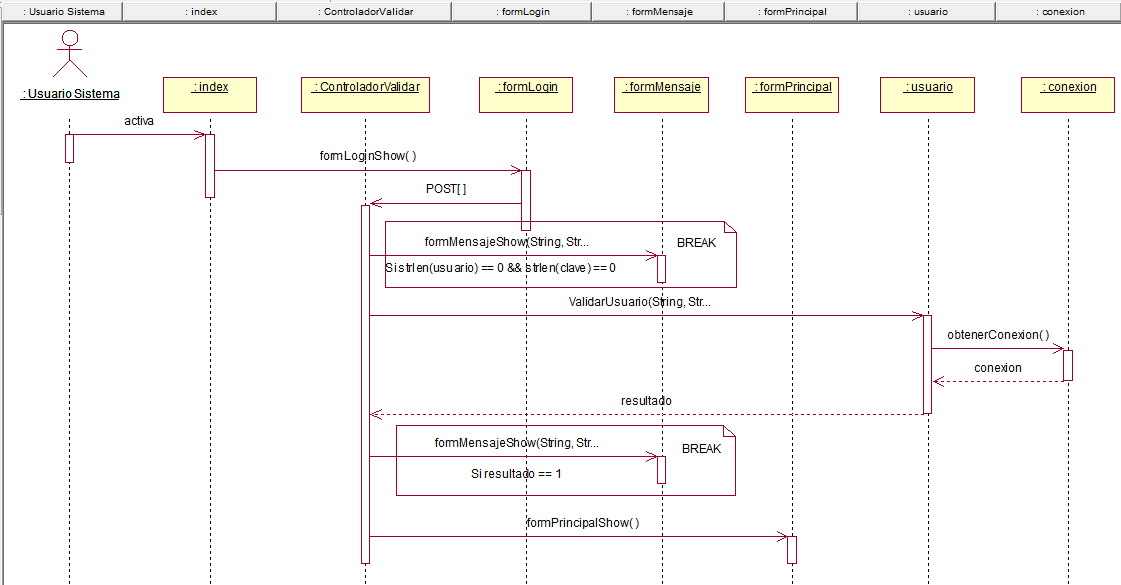 : Usuario Sistema
: index
: ControladorValidar
: formLogin
: formMensaje
: formPrincipal
: usuario
: conexion
: Usuario Sistema
: index
: ControladorValidar
: formLogin
: formMensaje
: formPrincipal
: usuario
: conexion
activa
formLoginShow( )
POST[ ]
formMensajeShow(String, Str...
BREAK
Si strlen(usuario) == 0 && strlen(clave) == 0
ValidarUsuario(String, Str...
obtenerConexion( )
conexion
resultado
formMensajeShow(String, Str...
BREAK
Si resultado == 1
formPrincipalShow( )